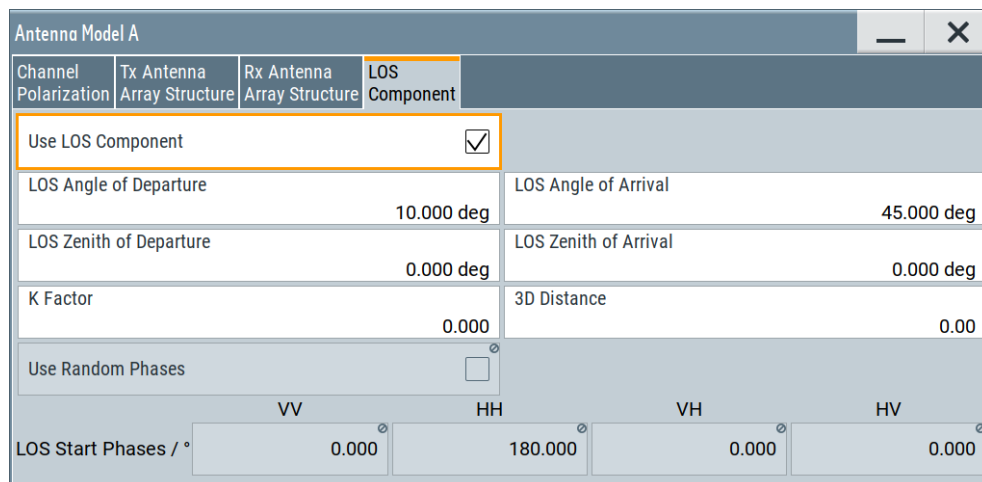 Antenna Model A
Channel Polarization
Tx Antenna Array Structure
Rx Antenna Array Structure
LOS Component
Use LOS Component
LOS Angle of Departure
10.000 deg
LOS Angle of Arrival
45.000 deg
LOS Zenith of Departure
0.000 deg
LOS Zenith of Arrival
0.000 deg
K Factor
0.000
3D Distance
0.00
Use Random Phases
VV HH VH HV
LOS Start Phases / ° 0.000 180.000 0.000 0.000